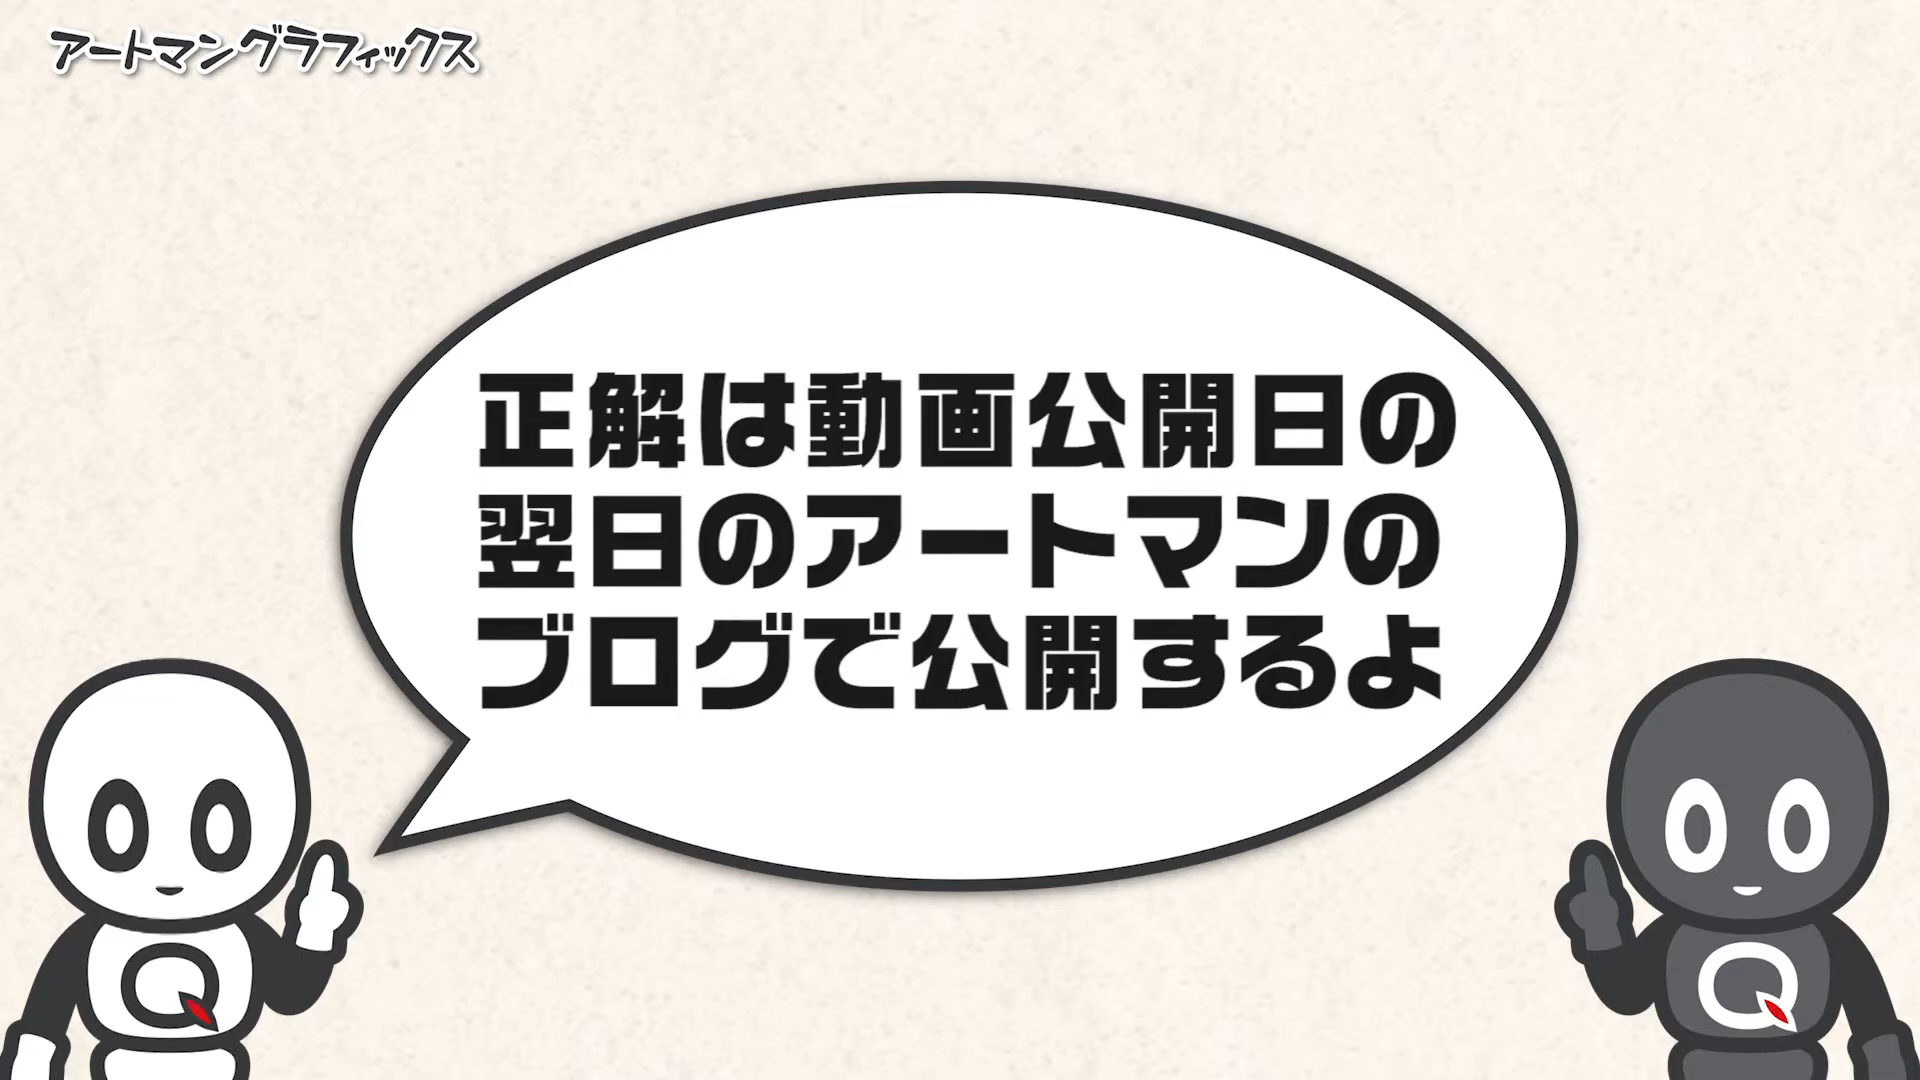 アートマングラフィックス
正解は動画公開日の
翌日のアートマンの
ブログで公開するよ
Q
Q